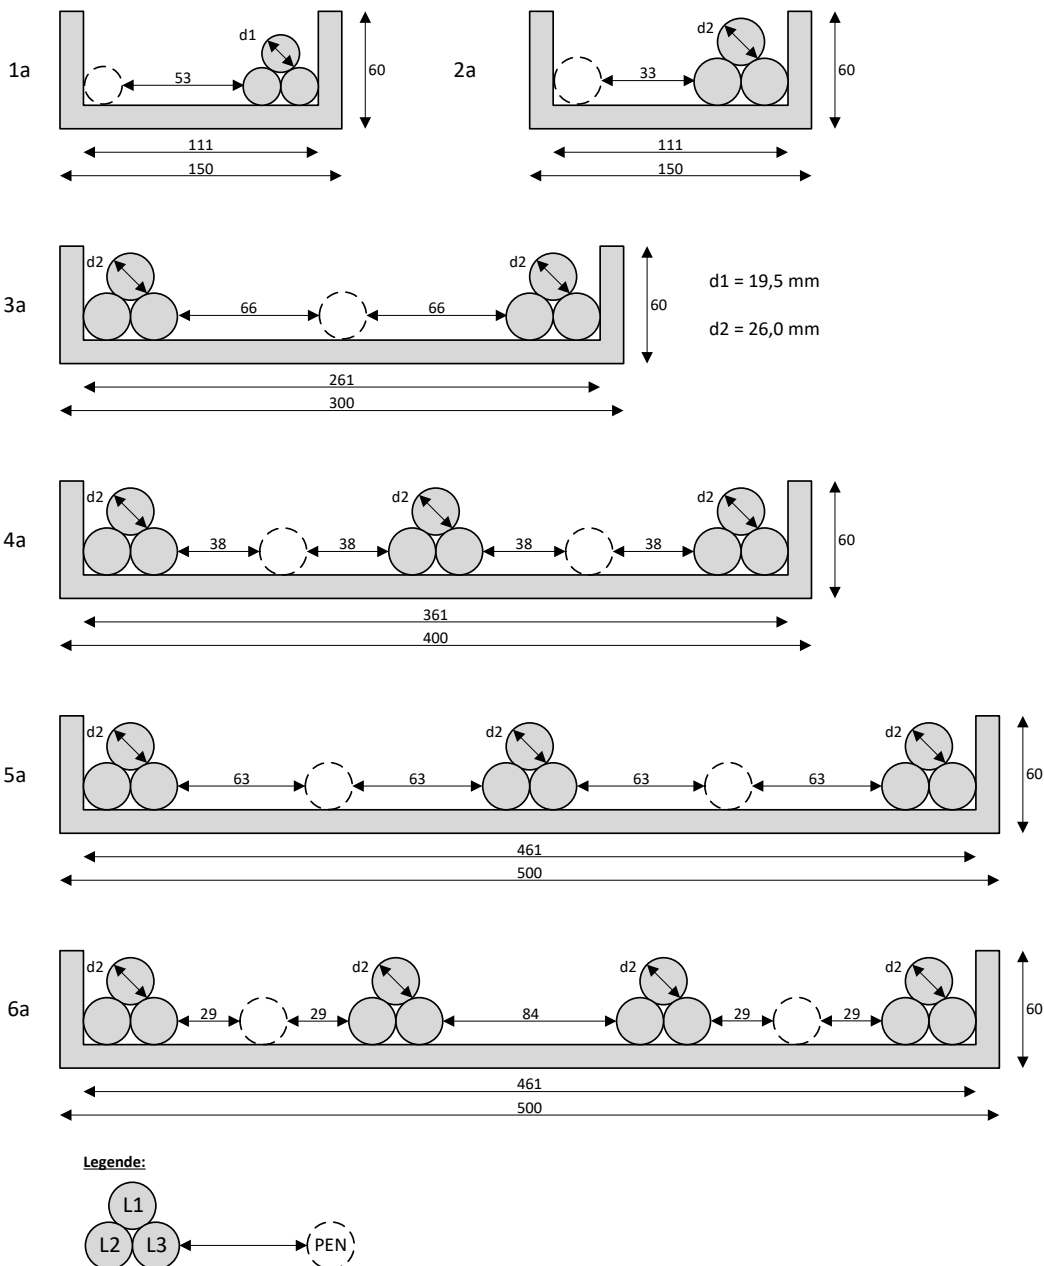 d1
1a
53
60
111
150
d2
2a
33
60
111
150
d2
d2
3a
66
66
60
261
300
d1 = 19,5 mm
d2 = 26,0 mm
d2
d2
d2
4a
38
38
38
38
60
361
400
d2
d2
d2
5a
63
63
63
63
60
461
500
d2
d2
d2
d2
6a
29
29
84
29
29
60
461
500
Legende:
L1
L2 L3 PEN